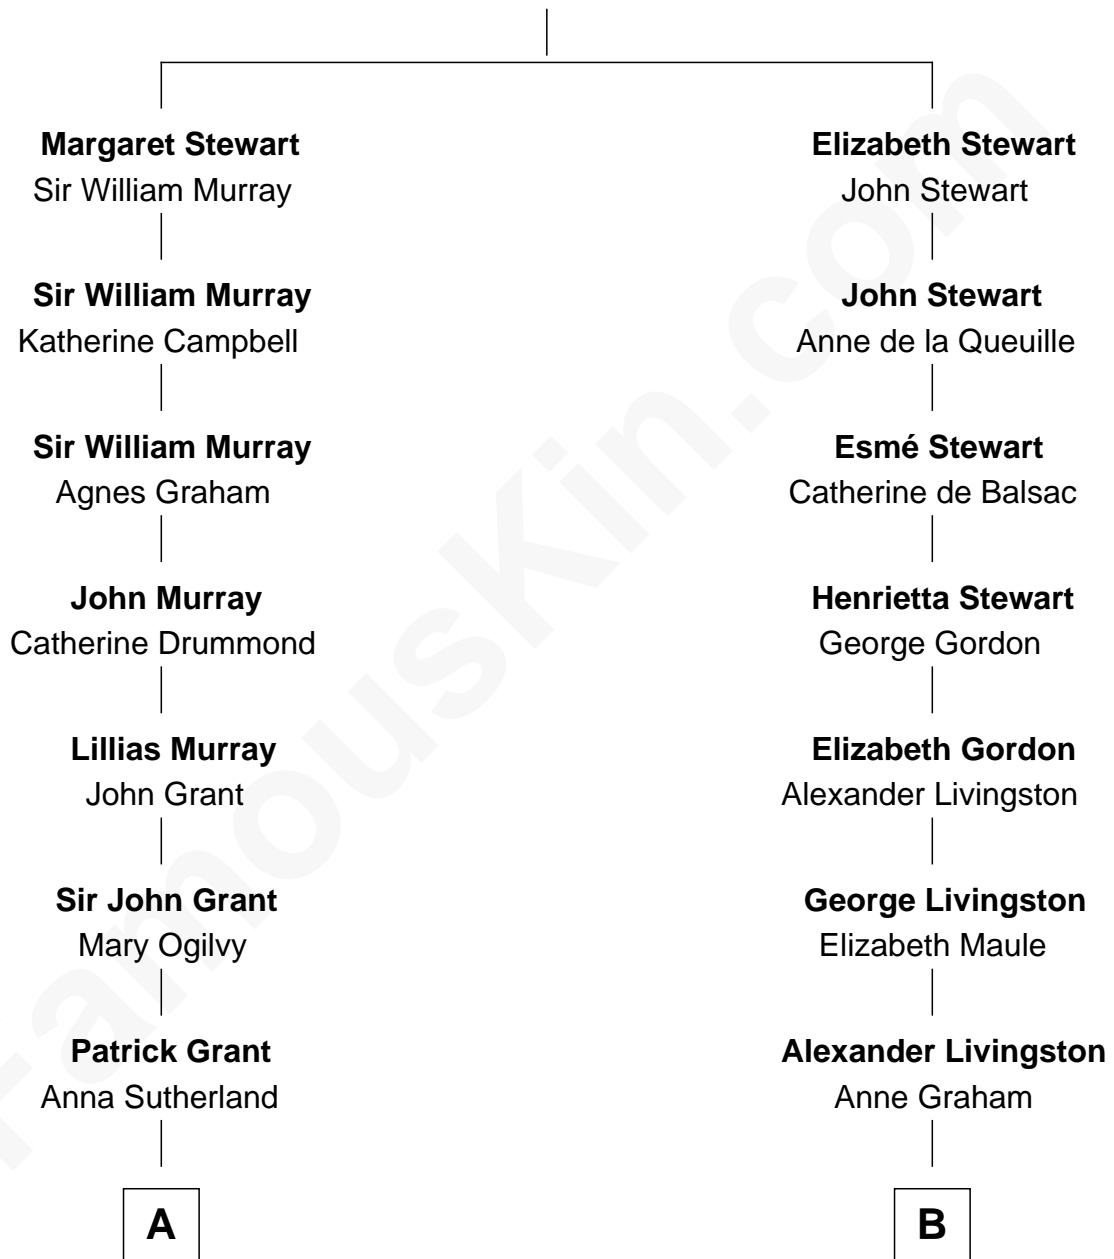 Margaret Stewart
Sir William Murray
Elizabeth Stewart
John Stewart
Sir William Murray
Katherine Campbell
John Stewart
Anne de la Queuille
Sir William Murray
Agnes Graham
Esmé Stewart
Catherine de Balsac
John Murray
Catherine Drummond
Henrietta Stewart
George Gordon
Lillias Murray
John Grant
Elizabeth Gordon
Alexander Livingston
Sir John Grant
Mary Ogilvy
George Livingston
Elizabeth Maule
Patrick Grant
Anna Sutherland
Alexander Livingston
Anne Graham
A
B
FamousKin.com